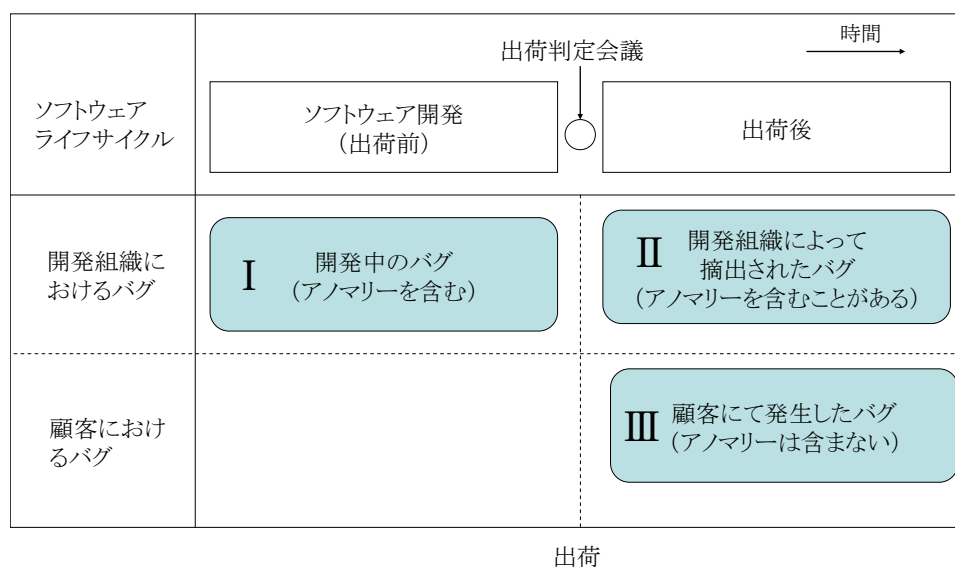 時間
出荷判定会議
ソフトウェア
ライフサイクル
ソフトウェア開発
（出荷前）
出荷後
開発組織に
おけるバグ
Ⅰ
開発中のバグ
（アノマリーを含む）
Ⅱ
開発組織によって
摘出されたバグ
（アノマリーを含むことがある）
顧客におけ
るバグ
Ⅲ
顧客にて発生したバグ
（アノマリーは含まない）
出荷